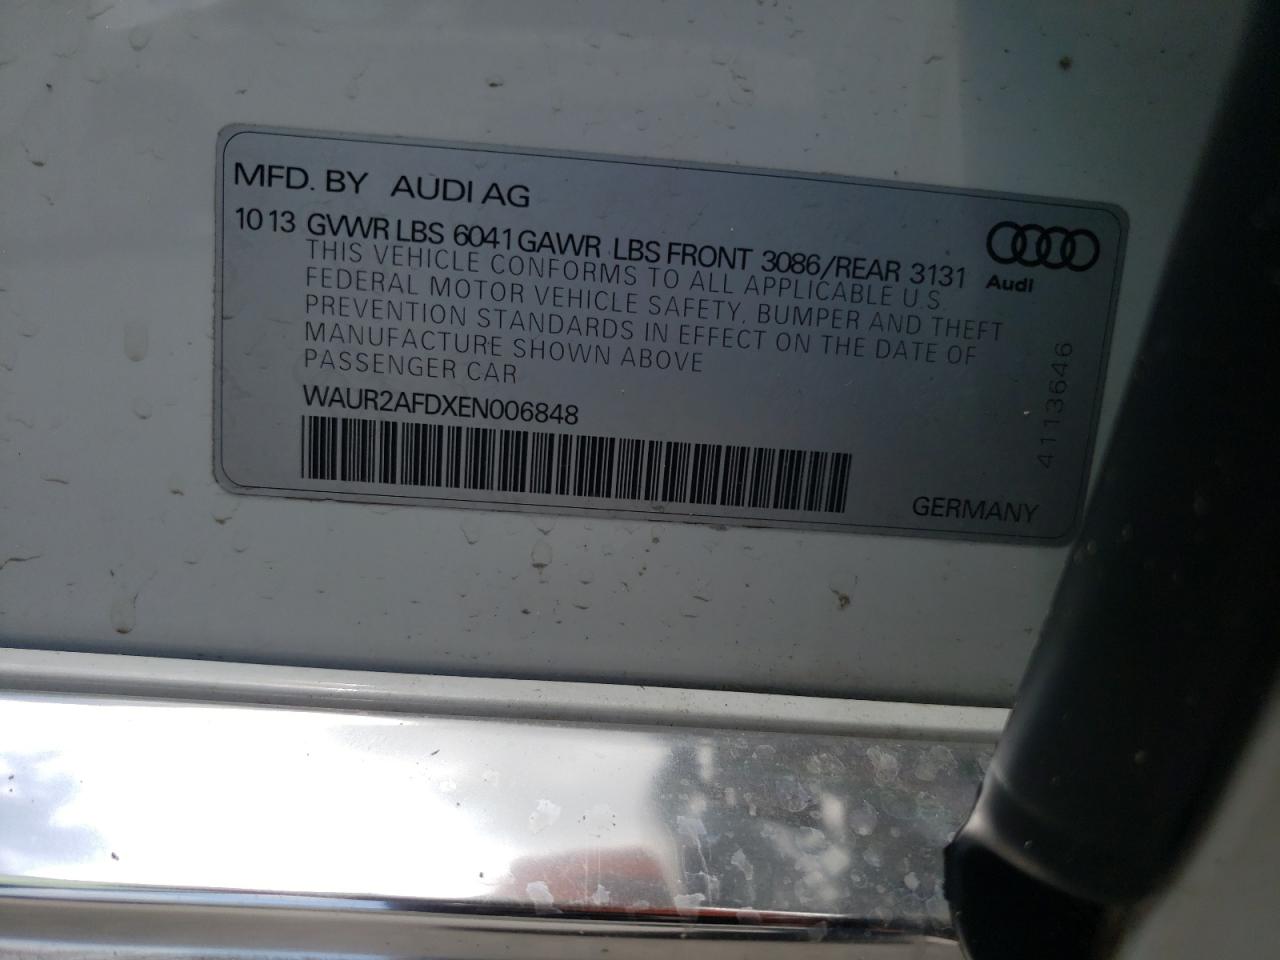 MFD. BY AUDI AG
10 13 GVWR LBS 6041 GAWR LBS FRONT 3086/REAR 3131
THIS VEHICLE CONFORMS TO ALL APPLICABLE U.S.
FEDERAL MOTOR VEHICLE SAFETY, BUMPER AND THEFT
PREVENTION STANDARDS IN EFFECT ON THE DATE OF
MANUFACTURE SHOWN ABOVE
PASSENGER CAR
WAUR2AFDXEN006848
Audi
4113646
GERMANY